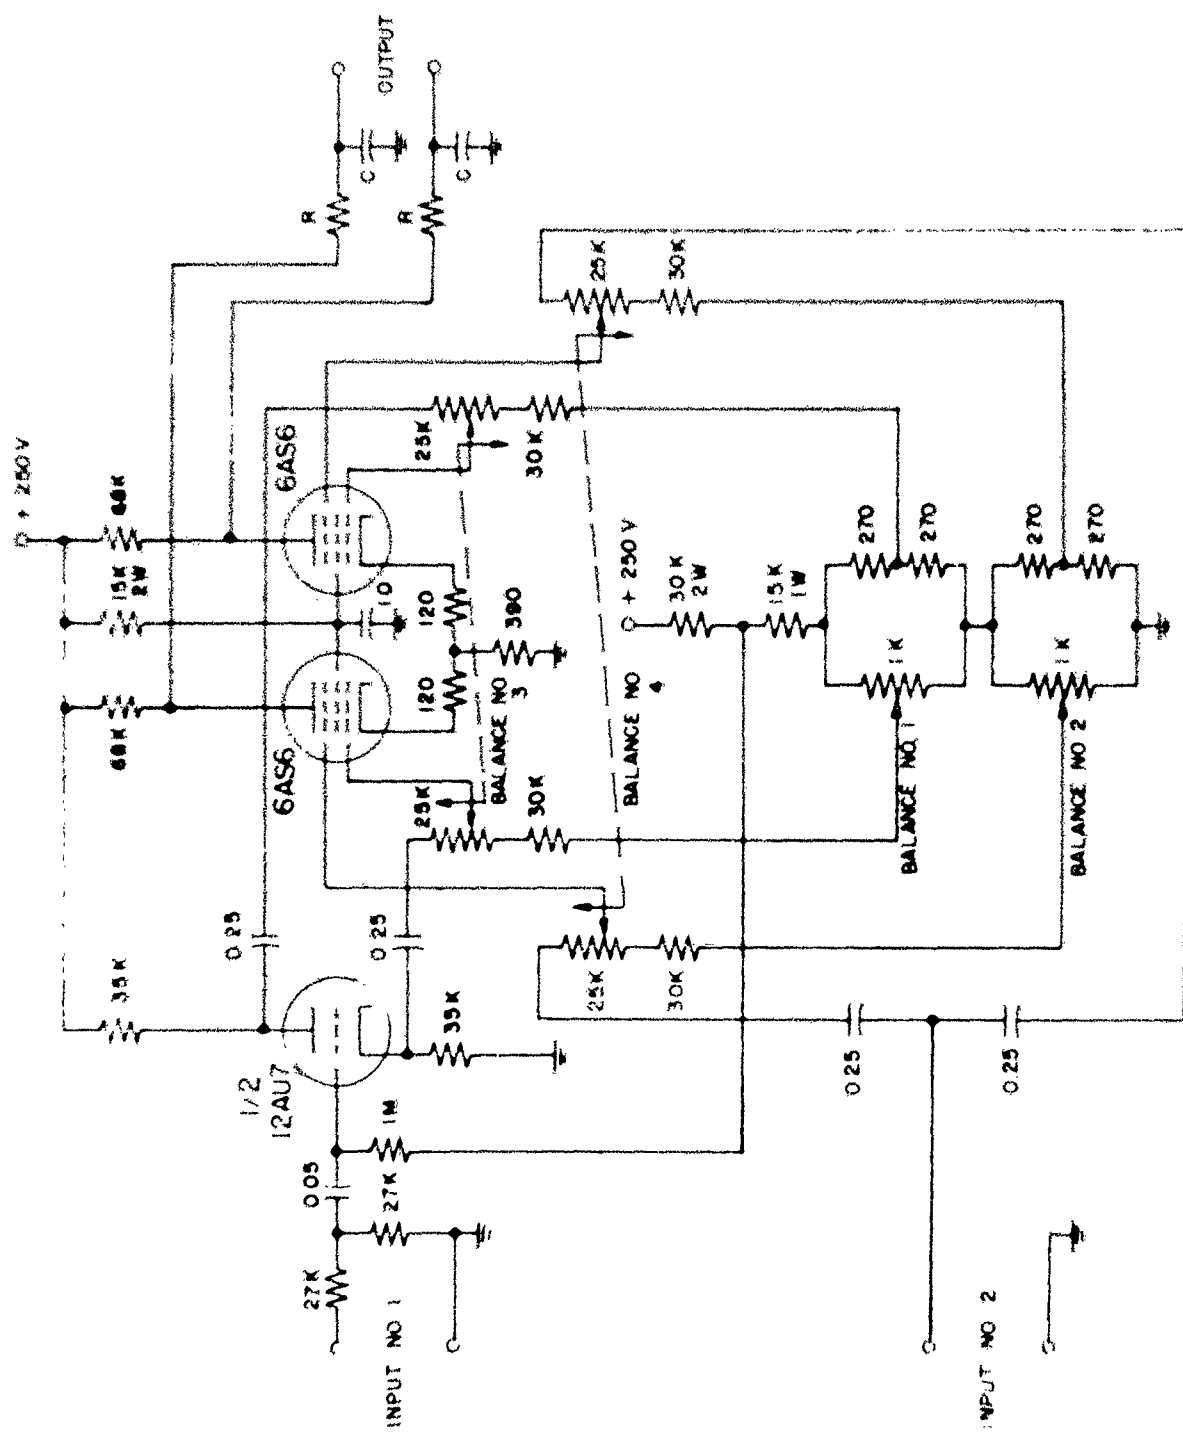 + 250V
OUTPUT
R
C
R
C
35K
68K
15K
2W
68K
0.25
0.25
1/2
12AU7
6AS6
6AS6
10
120
120
390
25K
30K
25K
30K
BALANCE NO
3
25K
30K
25K
30K
BALANCE NO
4
+ 250V
30K
2W
15K
1W
35K
1M
27K
0.05
27K
INPUT NO 1
1K
270
270
BALANCE NO. 1
1K
270
270
BALANCE NO 2
0.25
0.25
INPUT NO 2